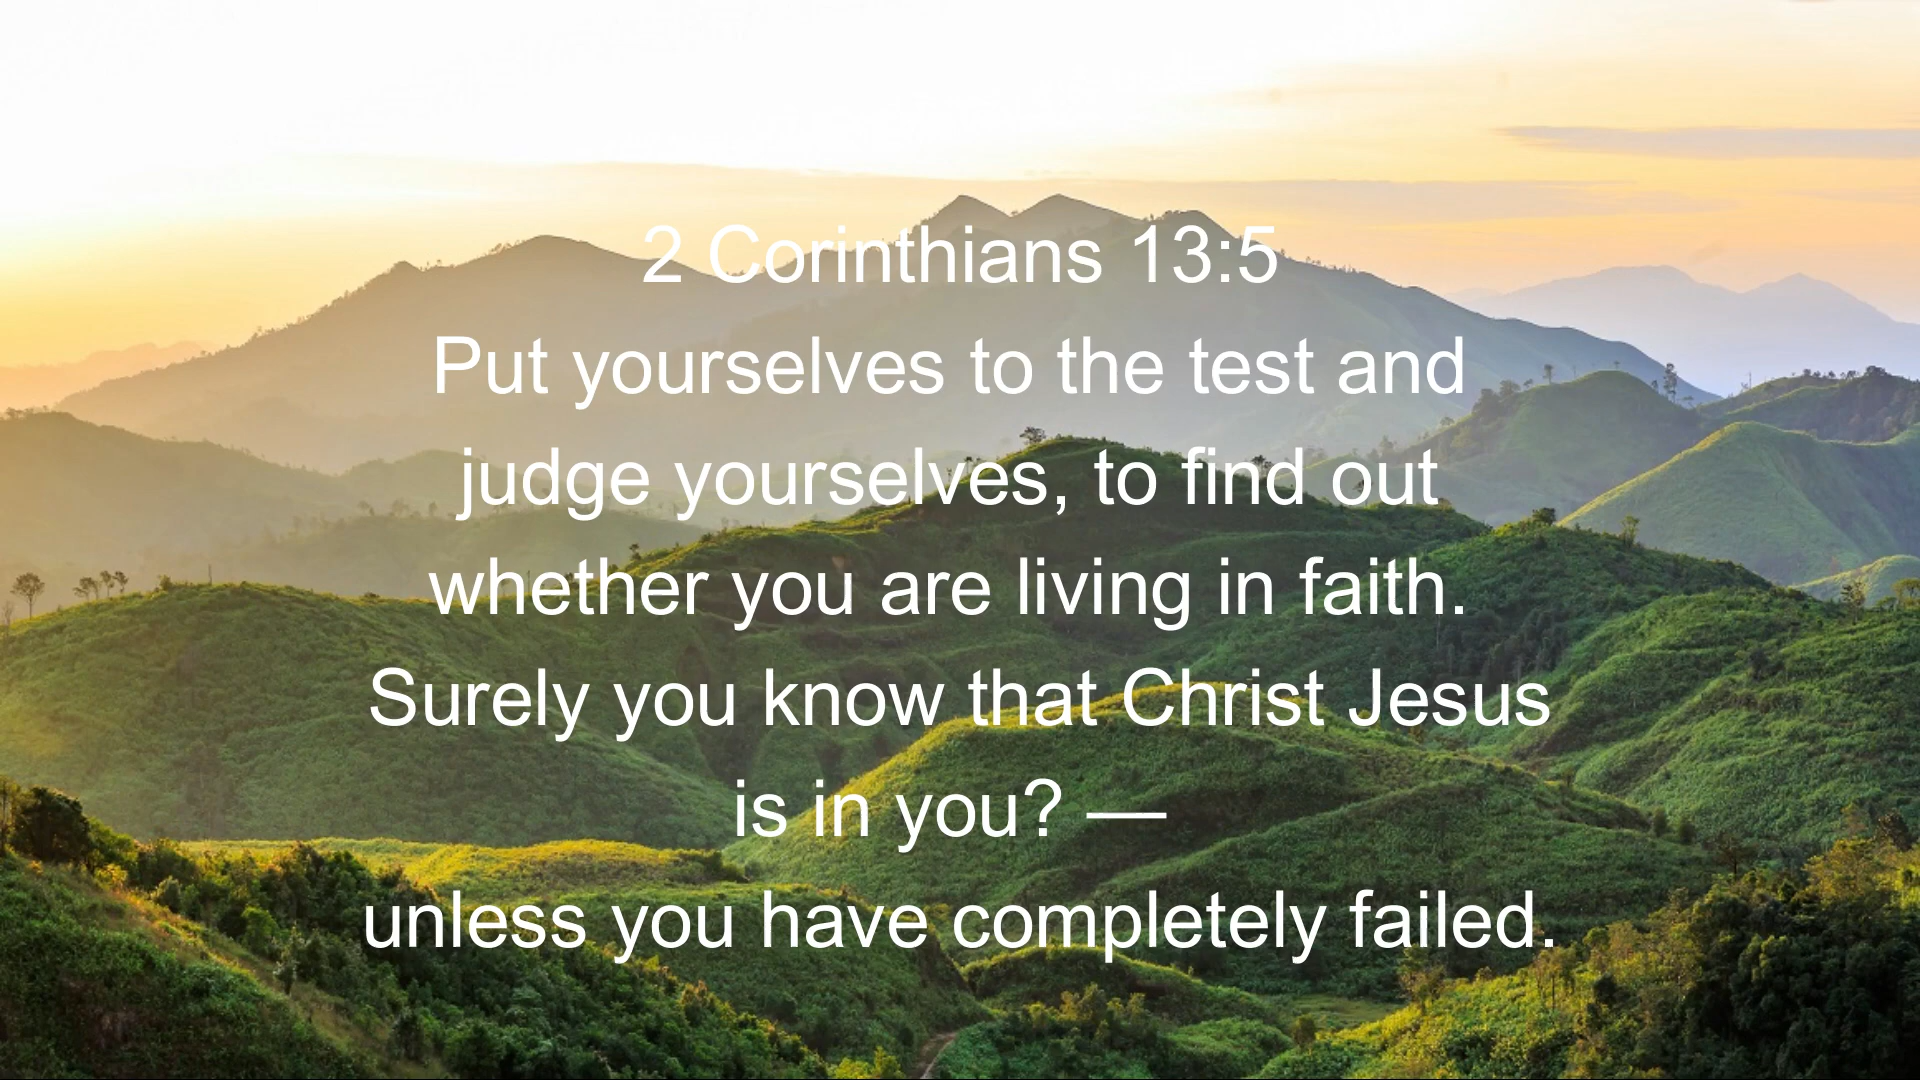 2 Corinthians 13:5
Put yourselves to the test and
judge yourselves, to find out
whether you are living in faith.
Surely you know that Christ Jesus
is in you? —
unless you have completely failed.